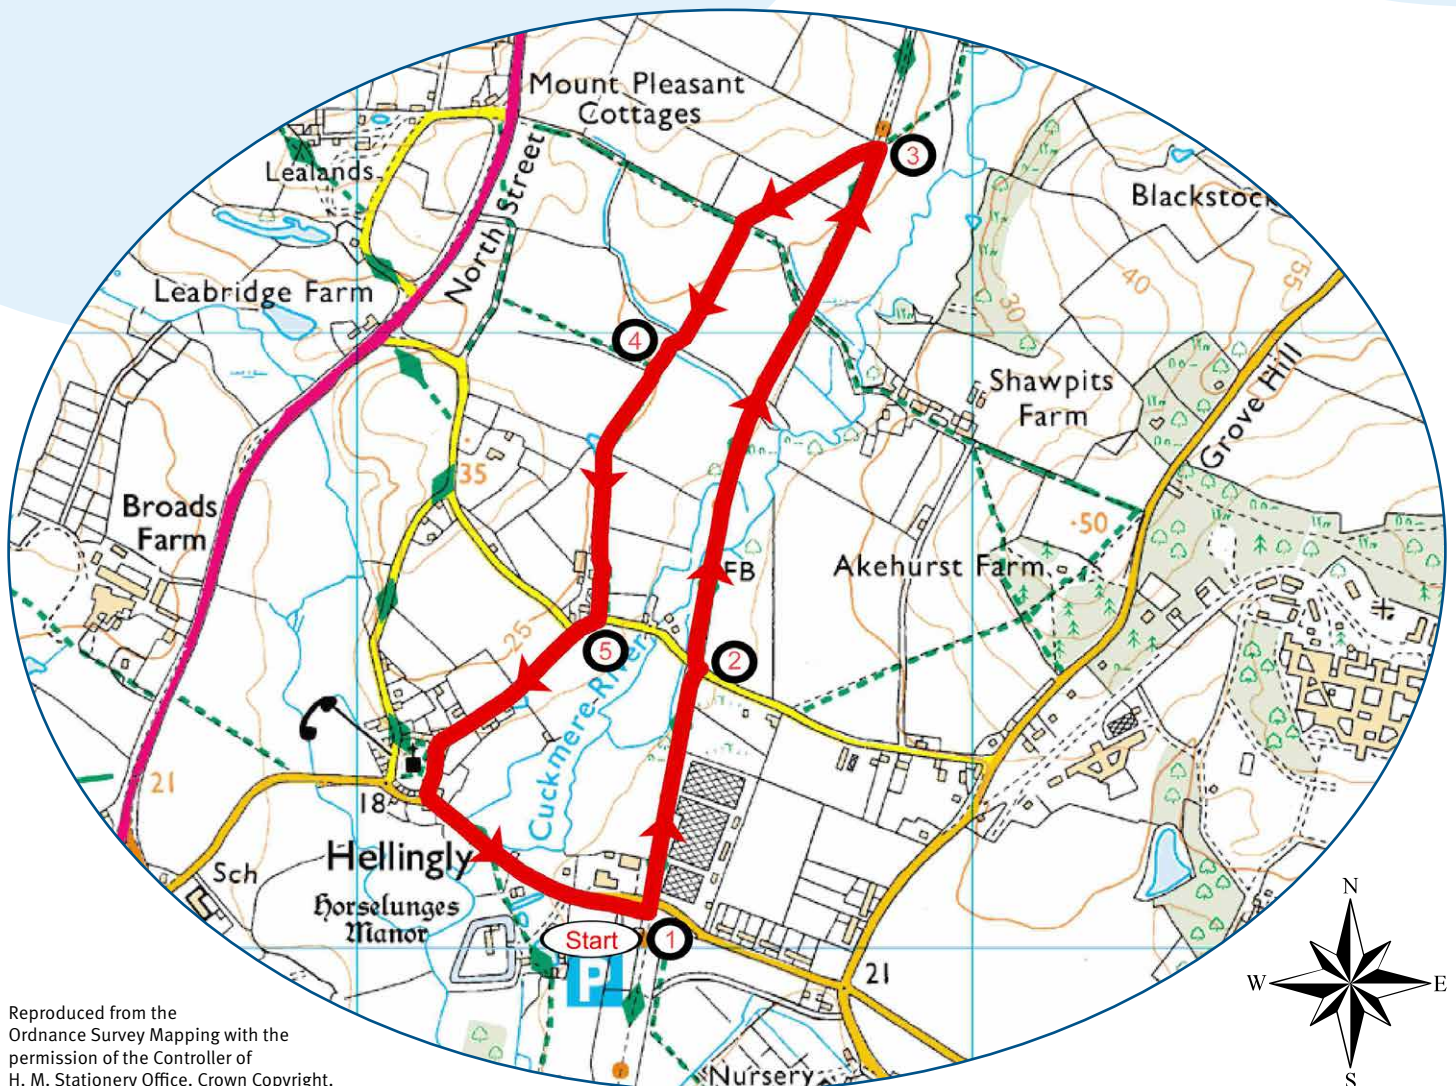 Mount Pleasant
Cottages
Lealands
North Street
3
Blackstock
Leabridge Farm
40
55
30
4
Shawpits
Farm
Grove Hill
35
Broads
Farm
50
FB
Akehurst Farm
25
5
2
Cuckmere River
21
18
Hellingly
Sch
Horselunges
Manor
Start
1
P
21
Nursery
N
W
E
S
Reproduced from the
Ordnance Survey Mapping with the
permission of the Controller of
H. M. Stationery Office. Crown Copyright.